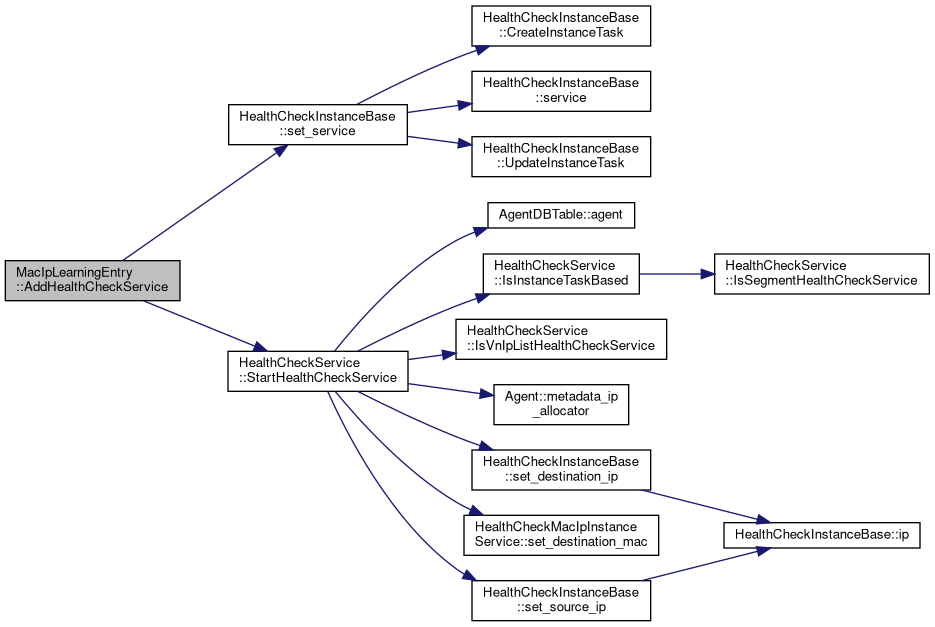 HealthCheckInstanceBase
::CreateInstanceTask
HealthCheckInstanceBase
::service
HealthCheckInstanceBase
::set_service
HealthCheckInstanceBase
::UpdateInstanceTask
AgentDBTable::agent
MacIpLearningEntry
::AddHealthCheckService
HealthCheckService
::IsInstanceTaskBased
HealthCheckService
::IsSegmentHealthCheckService
HealthCheckService
::IsVnIpListHealthCheckService
HealthCheckService
::StartHealthCheckService
Agent::metadata_ip
_allocator
HealthCheckInstanceBase
::set_destination_ip
HealthCheckMacIpInstance
Service::set_destination_mac
HealthCheckInstanceBase::ip
HealthCheckInstanceBase
::set_source_ip